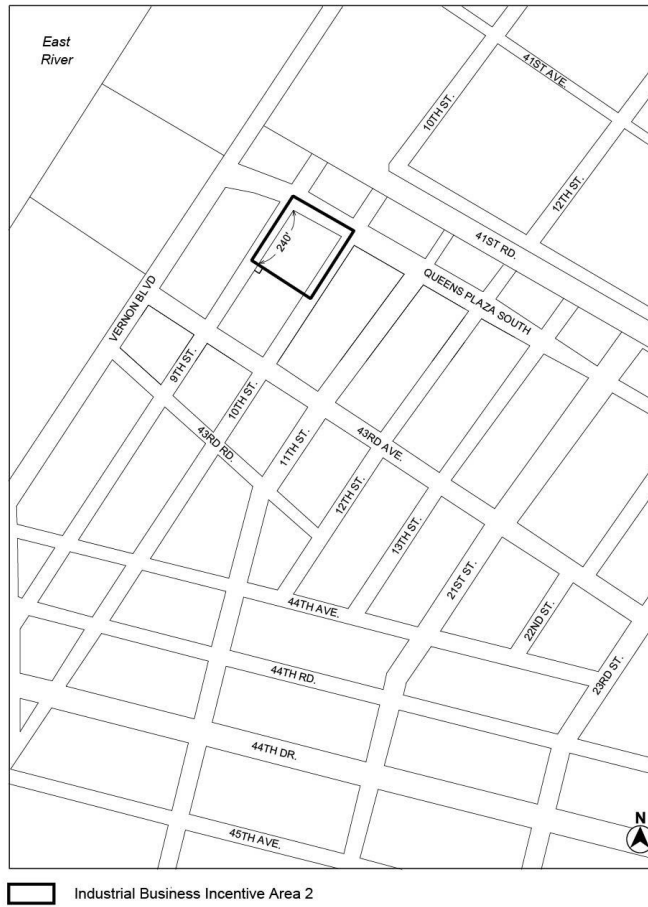 East
River
41ST AVE.
10TH ST.
12TH ST.
41ST RD.
240'
QUEENS PLAZA SOUTH
VERNON BLVD
9TH ST.
10TH ST.
43RD AVE.
43RD RD.
11TH ST.
12TH ST.
13TH ST.
21ST ST.
44TH AVE.
22ND ST.
23RD ST.
44TH RD.
44TH DR.
N
45TH AVE.
Industrial Business Incentive Area 2